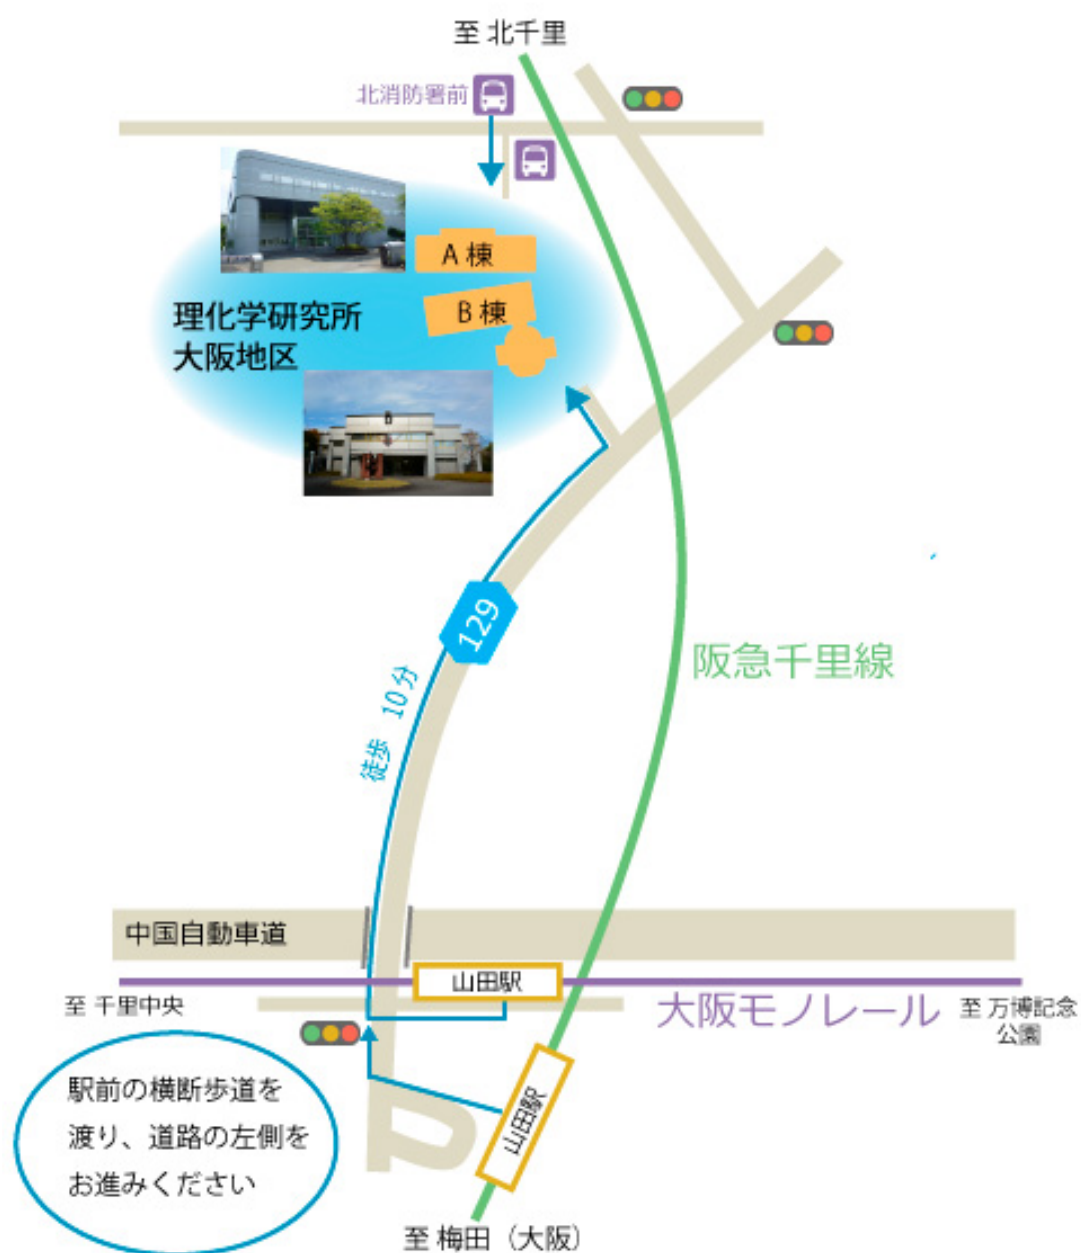 至 北千里
北消防署前
A 棟
B 棟
理化学研究所
大阪地区
129
阪急千里線
徒歩 10分
中国自動車道
山田駅
至 千里中央
大阪モノレール
至 万博記念
公園
駅前の横断歩道を
渡り、道路の左側を
お進みください
山田駅
至 梅田（大阪）